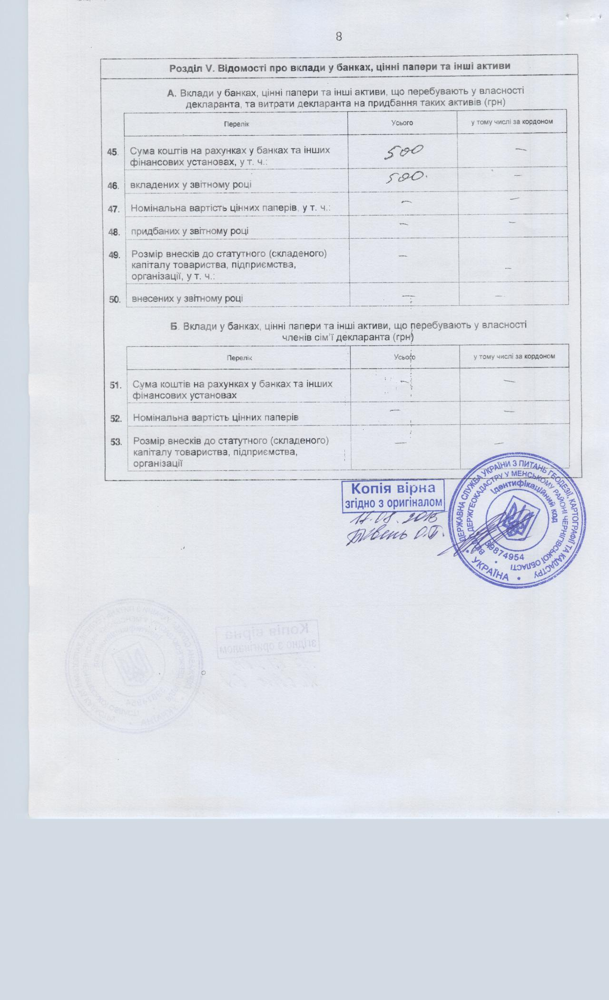 8
Розділ V. Відомості про вклади у банках, цінні папери та інші активи
А. Вклади у банках, цінні папери та інші активи, що перебувають у власності
декларанта, та витрати декларанта на придбання таких активів (грн)
Перелік Усього у тому числі за кордоном
45. Сума коштів на рахунках у банках та інших 500 —
фінансових установах, у т. ч.:
46. вкладених у звітному році 500. —
47. Номінальна вартість цінних паперів, у т. ч.: — —
48. придбаних у звітному році — —
49. Розмір внесків до статутного (складеного) —
капіталу товариства, підприємства,
організації, у т. ч.: —
50. внесених у звітному році — —
Б. Вклади у банках, цінні папери та інші активи, що перебувають у власності
членів сім'ї декларанта (грн)
Перелік Усього у тому числі за кордоном
51. Сума коштів на рахунках у банках та інших — —
фінансових установах
52. Номінальна вартість цінних паперів — —
53. Розмір внесків до статутного (складеного) — —
капіталу товариства, підприємства,
організації
Копія вірна
згідно з оригіналом
17.08.2015
Півень О.П.
ДЕРЖАВНА СЛУЖБА УКРАЇНИ З ПИТАНЬ ГЕОДЕЗІЇ, КАРТОГРАФІЇ ТА КАДАСТРУ
ДЕРЖГЕОКАДАСТРУ У МЕНСЬКОМУ РАЙОНІ ЧЕРНІГІВСЬКОЇ ОБЛАСТІ
Ідентифікаційний код
39874954
* УКРАЇНА *